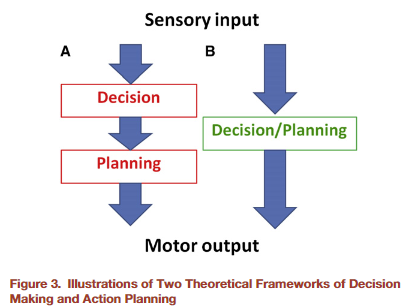 Sensory input
A
B
Decision
Decision/Planning
Planning
Motor output
Figure 3. Illustrations of Two Theoretical Frameworks of Decision
Making and Action Planning